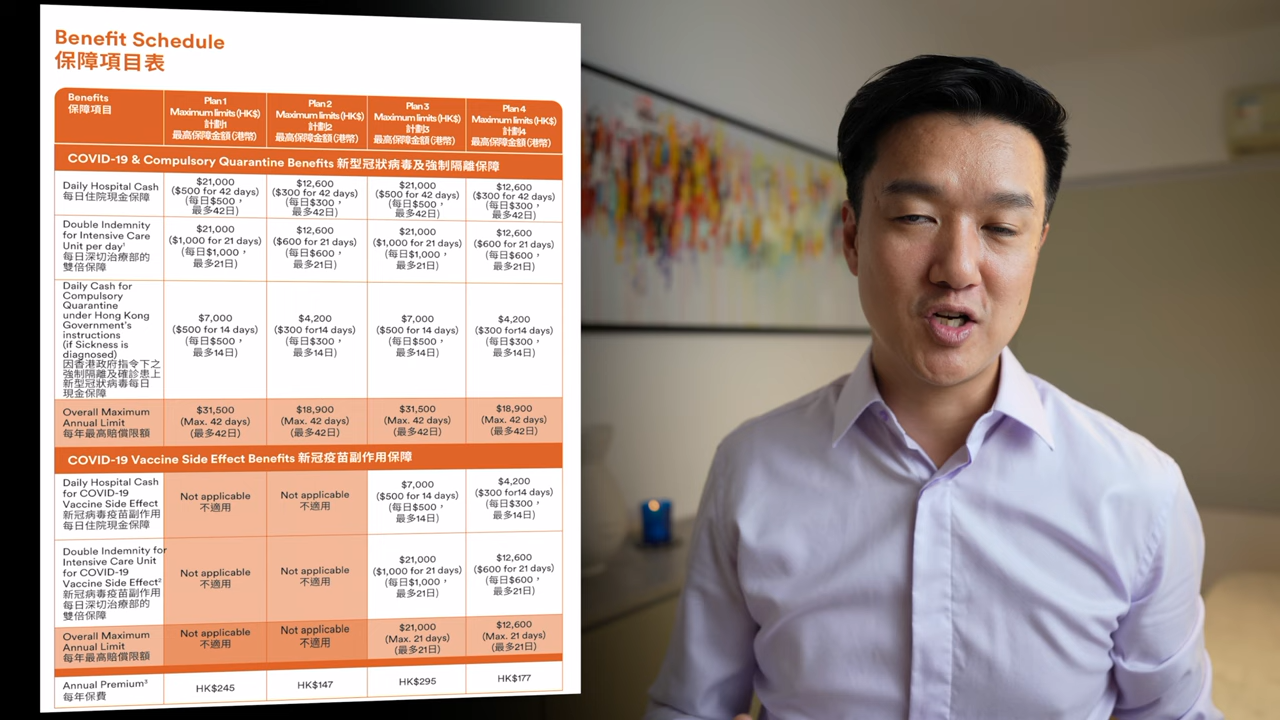 Benefit Schedule
保障項目表
Benefits
保障項目
Plan 1
Maximum limits (HK$)
計劃1
最高保障金額 (港幣)
Plan 2
Maximum limits (HK$)
計劃2
最高保障金額 (港幣)
Plan 3
Maximum limits (HK$)
計劃3
最高保障金額 (港幣)
Plan 4
Maximum limits (HK$)
計劃4
最高保障金額 (港幣)
COVID-19 & Compulsory Quarantine Benefits 新型冠狀病毒及強制隔離保障
Daily Hospital Cash
每日住院現金保障
$21,000
($500 for 42 days)
(每日$500，
最多42日)
$12,600
($300 for 42 days)
(每日$300，
最多42日)
$21,000
($500 for 42 days)
(每日$500，
最多42日)
$12,600
($300 for 42 days)
(每日$300，
最多42日)
Double Indemnity
for Intensive Care
Unit per day¹
每日深切治療部的
雙倍保障
$21,000
($1,000 for 21 days)
(每日$1,000，
最多21日)
$12,600
($600 for 21 days)
(每日$600，
最多21日)
$21,000
($1,000 for 21 days)
(每日$1,000，
最多21日)
$12,600
($600 for 21 days)
(每日$600，
最多21日)
Daily Cash for
Compulsory
Quarantine
under Hong Kong
Government's
instructions
(if Sickness is
diagnosed)
因香港政府指令下之
強制隔離及確診患上
新型冠狀病毒每日
現金保障
$7,000
($500 for 14 days)
(每日$500，
最多14日)
$4,200
($300 for14 days)
(每日$300，
最多14日)
$7,000
($500 for 14 days)
(每日$500，
最多14日)
$4,200
($300 for14 days)
(每日$300，
最多14日)
Overall Maximum
Annual Limit
每年最高賠償限額
$31,500
(Max. 42 days)
(最多42日)
$18,900
(Max. 42 days)
(最多42日)
$31,500
(Max. 42 days)
(最多42日)
$18,900
(Max. 42 days)
(最多42日)
COVID-19 Vaccine Side Effect Benefits 新冠疫苗副作用保障
Daily Hospital Cash
for COVID-19
Vaccine Side Effect
新冠病毒疫苗副作用
每日住院現金保障
Not applicable
不適用
Not applicable
不適用
$7,000
($500 for 14 days)
(每日$500，
最多14日)
$4,200
($300 for14 days)
(每日$300，
最多14日)
Double Indemnity for
Intensive Care Unit
for COVID-19
Vaccine Side Effect²
新冠病毒疫苗副作用
每日深切治療部的
雙倍保障
Not applicable
不適用
Not applicable
不適用
$21,000
($1,000 for 21 days)
(每日$1,000，
最多21日)
$12,600
($600 for 21 days)
(每日$600，
最多21日)
Overall Maximum
Annual Limit
每年最高賠償限額
Not applicable
不適用
Not applicable
不適用
$21,000
(Max. 21 days)
(最多21日)
$12,600
(Max. 21 days)
(最多21日)
Annual Premium³
每年保費
HK$245
HK$147
HK$295
HK$177